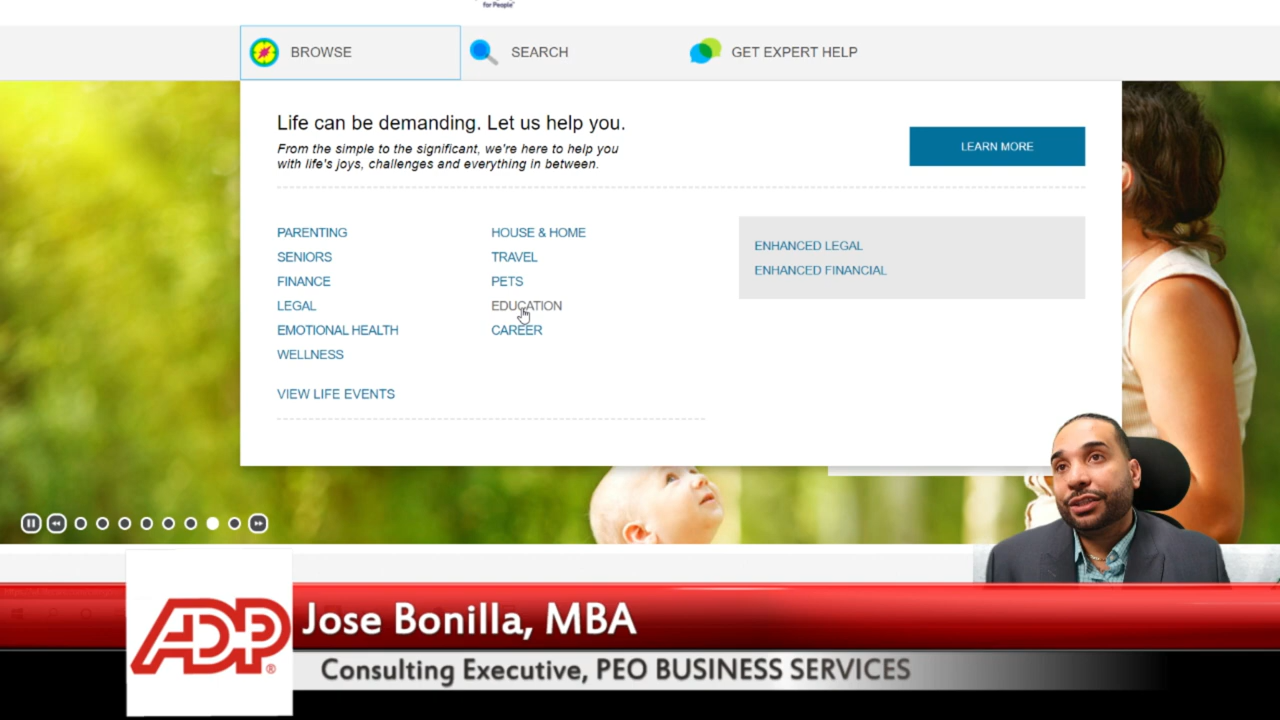 for People
BROWSE
SEARCH
GET EXPERT HELP
Life can be demanding. Let us help you.
From the simple to the significant, we're here to help you
with life's joys, challenges and everything in between.
LEARN MORE
PARENTING
SENIORS
FINANCE
LEGAL
EMOTIONAL HEALTH
WELLNESS
VIEW LIFE EVENTS
HOUSE & HOME
TRAVEL
PETS
EDUCATION
CAREER
ENHANCED LEGAL
ENHANCED FINANCIAL
ADP®
Jose Bonilla, MBA
Consulting Executive, PEO BUSINESS SERVICES